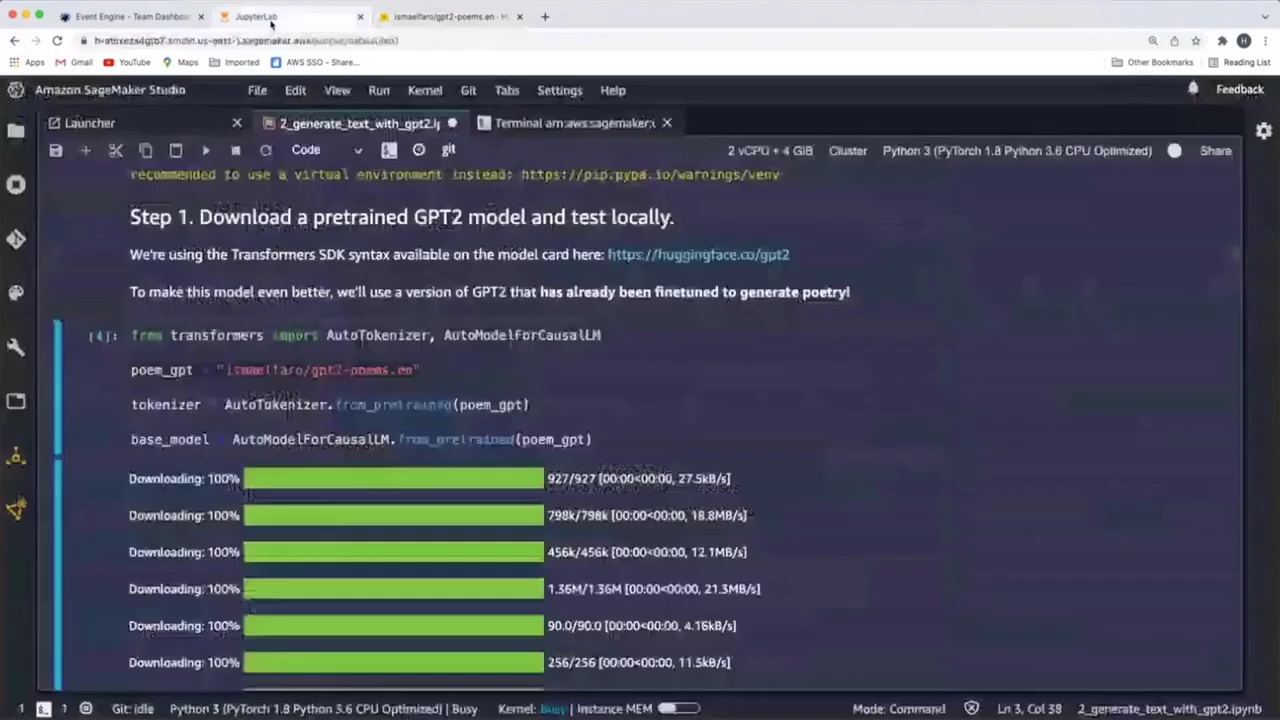 Event Engine - Team Dashboa
JupyterLab
ismaelfaro/gpt2-poems.en - H
Apps
Gmail
YouTube
Maps
Imported
AWS SSO - Share...
Other Bookmarks
Reading List
Amazon SageMaker Studio
File Edit View Run Kernel Git Tabs Settings Help
Feedback
Launcher
2_generate_text_with_gpt2.i
Terminal arn:aws:sagemaker:
Code
git
2 vCPU + 4 GiB
Cluster
Python 3 (PyTorch 1.8 Python 3.6 CPU Optimized)
Share
recommended to use a virtual environment instead: https://pip.pypa.io/warnings/venv
Step 1. Download a pretrained GPT2 model and test locally.
We're using the Transformers SDK syntax available on the model card here: https://huggingface.co/gpt2
To make this model even better, we'll use a version of GPT2 that has already been finetuned to generate poetry!
[4]: from transformers import AutoTokenizer, AutoModelForCausalLM
poem_gpt = "ismaelfaro/gpt2-poems.en"
tokenizer = AutoTokenizer.from_pretrained(poem_gpt)
base_model = AutoModelForCausalLM.from_pretrained(poem_gpt)
Downloading: 100% 927/927 [00:00<00:00, 27.5kB/s]
Downloading: 100% 798k/798k [00:00<00:00, 18.8MB/s]
Downloading: 100% 456k/456k [00:00<00:00, 12.1MB/s]
Downloading: 100% 1.36M/1.36M [00:00<00:00, 21.3MB/s]
Downloading: 100% 90.0/90.0 [00:00<00:00, 4.16kB/s]
Downloading: 100% 256/256 [00:00<00:00, 11.5kB/s]
1
1
Git: idle
Python 3 (PyTorch 1.8 Python 3.6 CPU Optimized) | Busy
Kernel: Busy | Instance MEM
Mode: Command
Ln 3, Col 38
2_generate_text_with_gpt2.ipynb